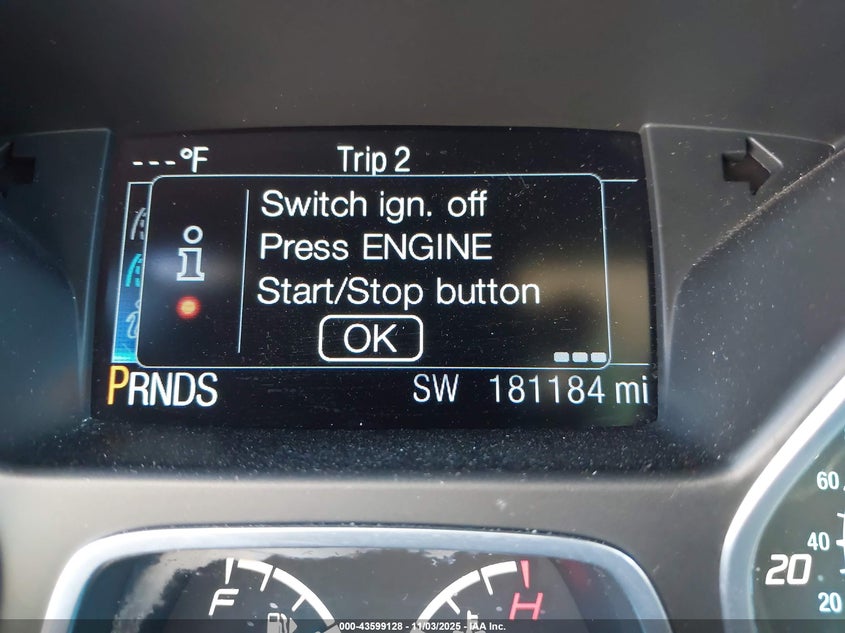 ---°F Trip 2
Switch ign. off
Press ENGINE
Start/Stop button
OK
PRNDS SW 181184 mi
60
40
20 20
F H
000-43599128 - 11/03/2025 - IAA Inc.